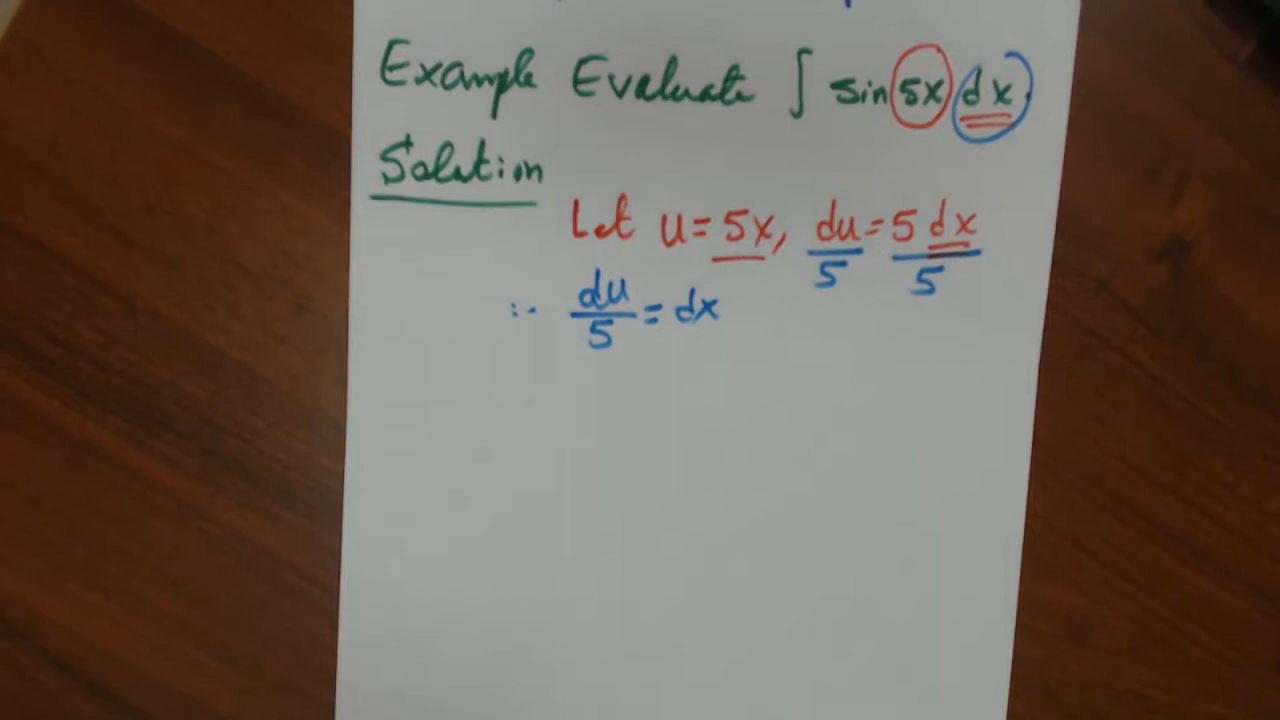 Example Evaluate ∫ sin 5x dx.
Solution
Let u = 5x, du/5 = 5 dx/5
∴ du/5 = dx